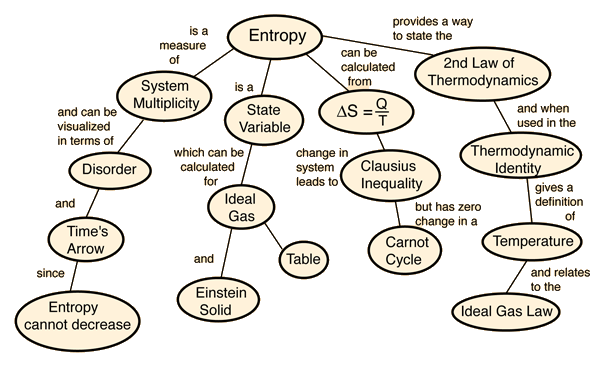 Entropy
is a
measure
of
provides a way
to state the
can be
calculated
from
is a
System
Multiplicity
State
Variable
ΔS = Q/T
2nd Law of
Thermodynamics
and can be
visualized
in terms of
which can be
calculated
for
change in
system
leads to
and when
used in the
Disorder
Clausius
Inequality
Thermodynamic
Identity
and
Ideal
Gas
but has zero
change in a
gives a
definition
of
Time's
Arrow
and
Table
Carnot
Cycle
Temperature
since
Einstein
Solid
and relates
to the
Entropy
cannot decrease
Ideal Gas Law